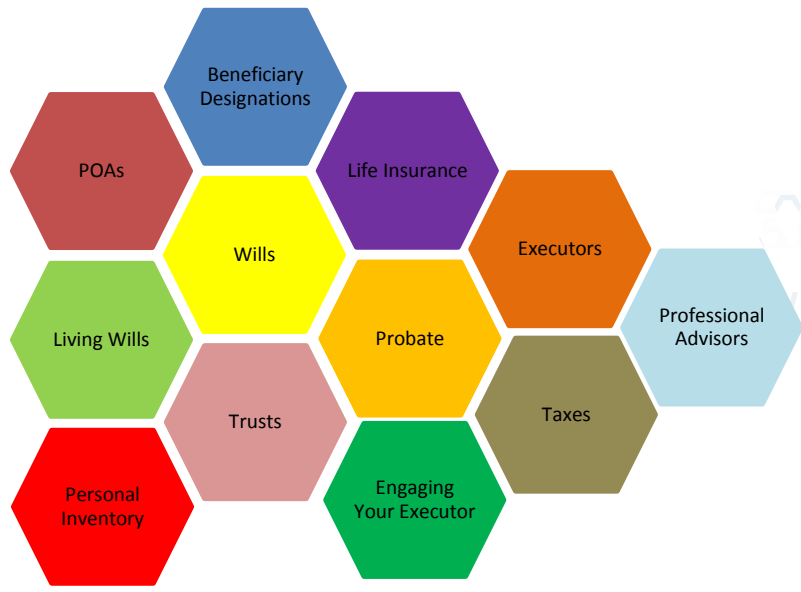 Beneficiary
Designations
POAs
Life Insurance
Wills
Executors
Professional
Advisors
Living Wills
Probate
Trusts
Taxes
Personal
Inventory
Engaging
Your Executor